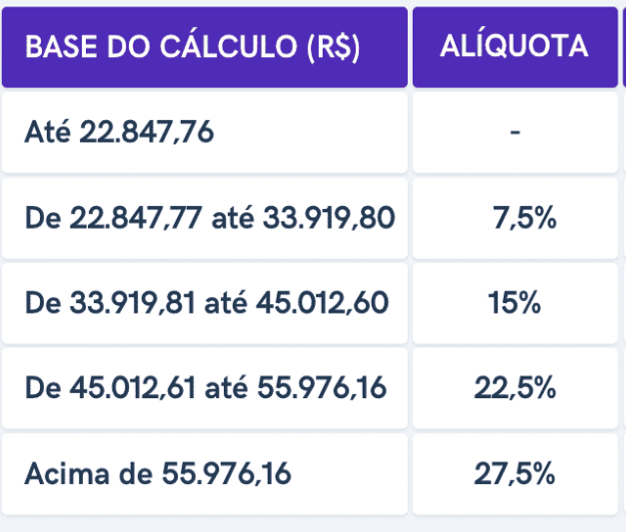 BASE DO CÁLCULO (R$) ALÍQUOTA
Até 22.847,76 -
De 22.847,77 até 33.919,80 7,5%
De 33.919,81 até 45.012,60 15%
De 45.012,61 até 55.976,16 22,5%
Acima de 55.976,16 27,5%